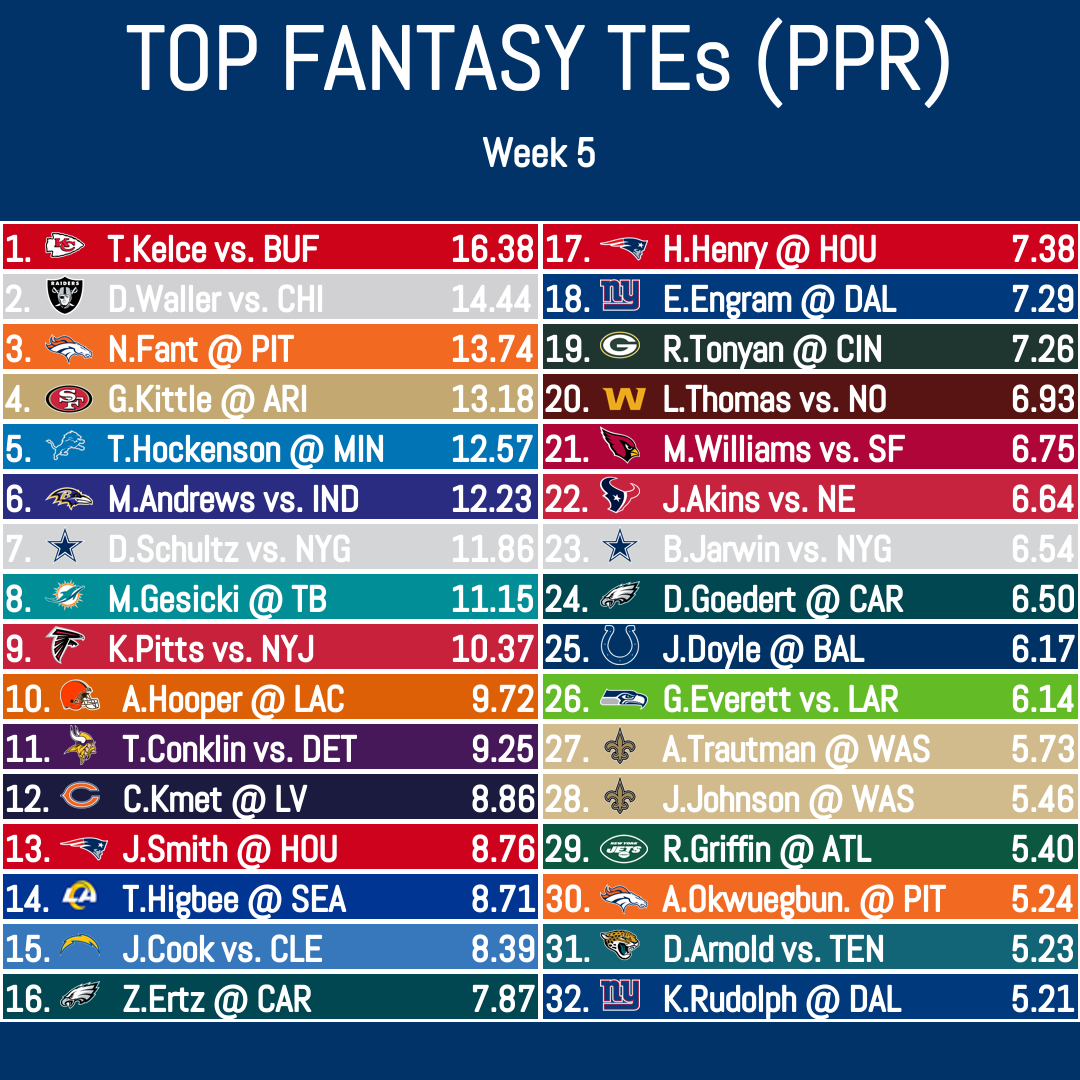 TOP FANTASY TEs (PPR)
Week 5
1. T.Kelce vs. BUF 16.38
2. D.Waller vs. CHI 14.44
3. N.Fant @ PIT 13.74
4. G.Kittle @ ARI 13.18
5. T.Hockenson @ MIN 12.57
6. M.Andrews vs. IND 12.23
7. D.Schultz vs. NYG 11.86
8. M.Gesicki @ TB 11.15
9. K.Pitts vs. NYJ 10.37
10. A.Hooper @ LAC 9.72
11. T.Conklin vs. DET 9.25
12. C.Kmet @ LV 8.86
13. J.Smith @ HOU 8.76
14. T.Higbee @ SEA 8.71
15. J.Cook vs. CLE 8.39
16. Z.Ertz @ CAR 7.87
17. H.Henry @ HOU 7.38
18. E.Engram @ DAL 7.29
19. R.Tonyan @ CIN 7.26
20. L.Thomas vs. NO 6.93
21. M.Williams vs. SF 6.75
22. J.Akins vs. NE 6.64
23. B.Jarwin vs. NYG 6.54
24. D.Goedert @ CAR 6.50
25. J.Doyle @ BAL 6.17
26. G.Everett vs. LAR 6.14
27. A.Trautman @ WAS 5.73
28. J.Johnson @ WAS 5.46
29. R.Griffin @ ATL 5.40
30. A.Okwuegbun. @ PIT 5.24
31. D.Arnold vs. TEN 5.23
32. K.Rudolph @ DAL 5.21